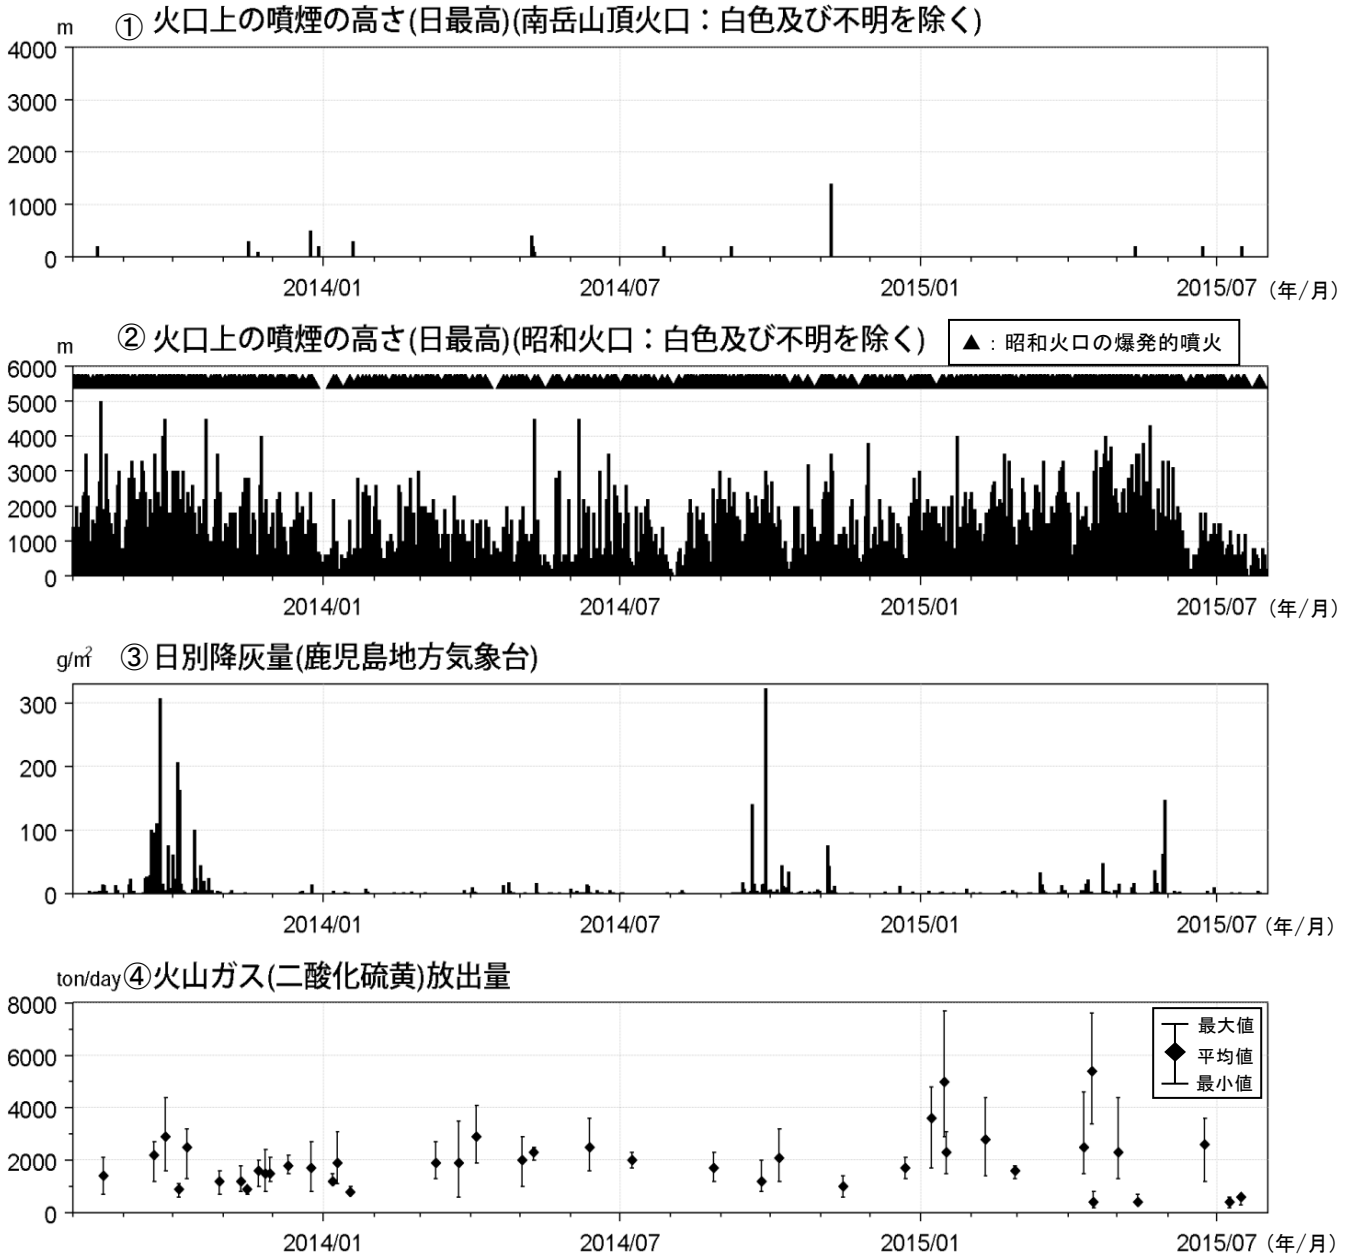 m ① 火口上の噴煙の高さ(日最高)(南岳山頂火口：白色及び不明を除く)
4000
3000
2000
1000
0
2014/01 2014/07 2015/01 2015/07 (年/月)
m ② 火口上の噴煙の高さ(日最高)(昭和火口：白色及び不明を除く)
▲：昭和火口の爆発的噴火
6000
5000
4000
3000
2000
1000
0
2014/01 2014/07 2015/01 2015/07 (年/月)
g/㎡ ③ 日別降灰量(鹿児島地方気象台)
300
200
100
0
2014/01 2014/07 2015/01 2015/07 (年/月)
ton/day ④火山ガス(二酸化硫黄)放出量
8000
6000
4000
2000
0
最大値
平均値
最小値
2014/01 2014/07 2015/01 2015/07 (年/月)